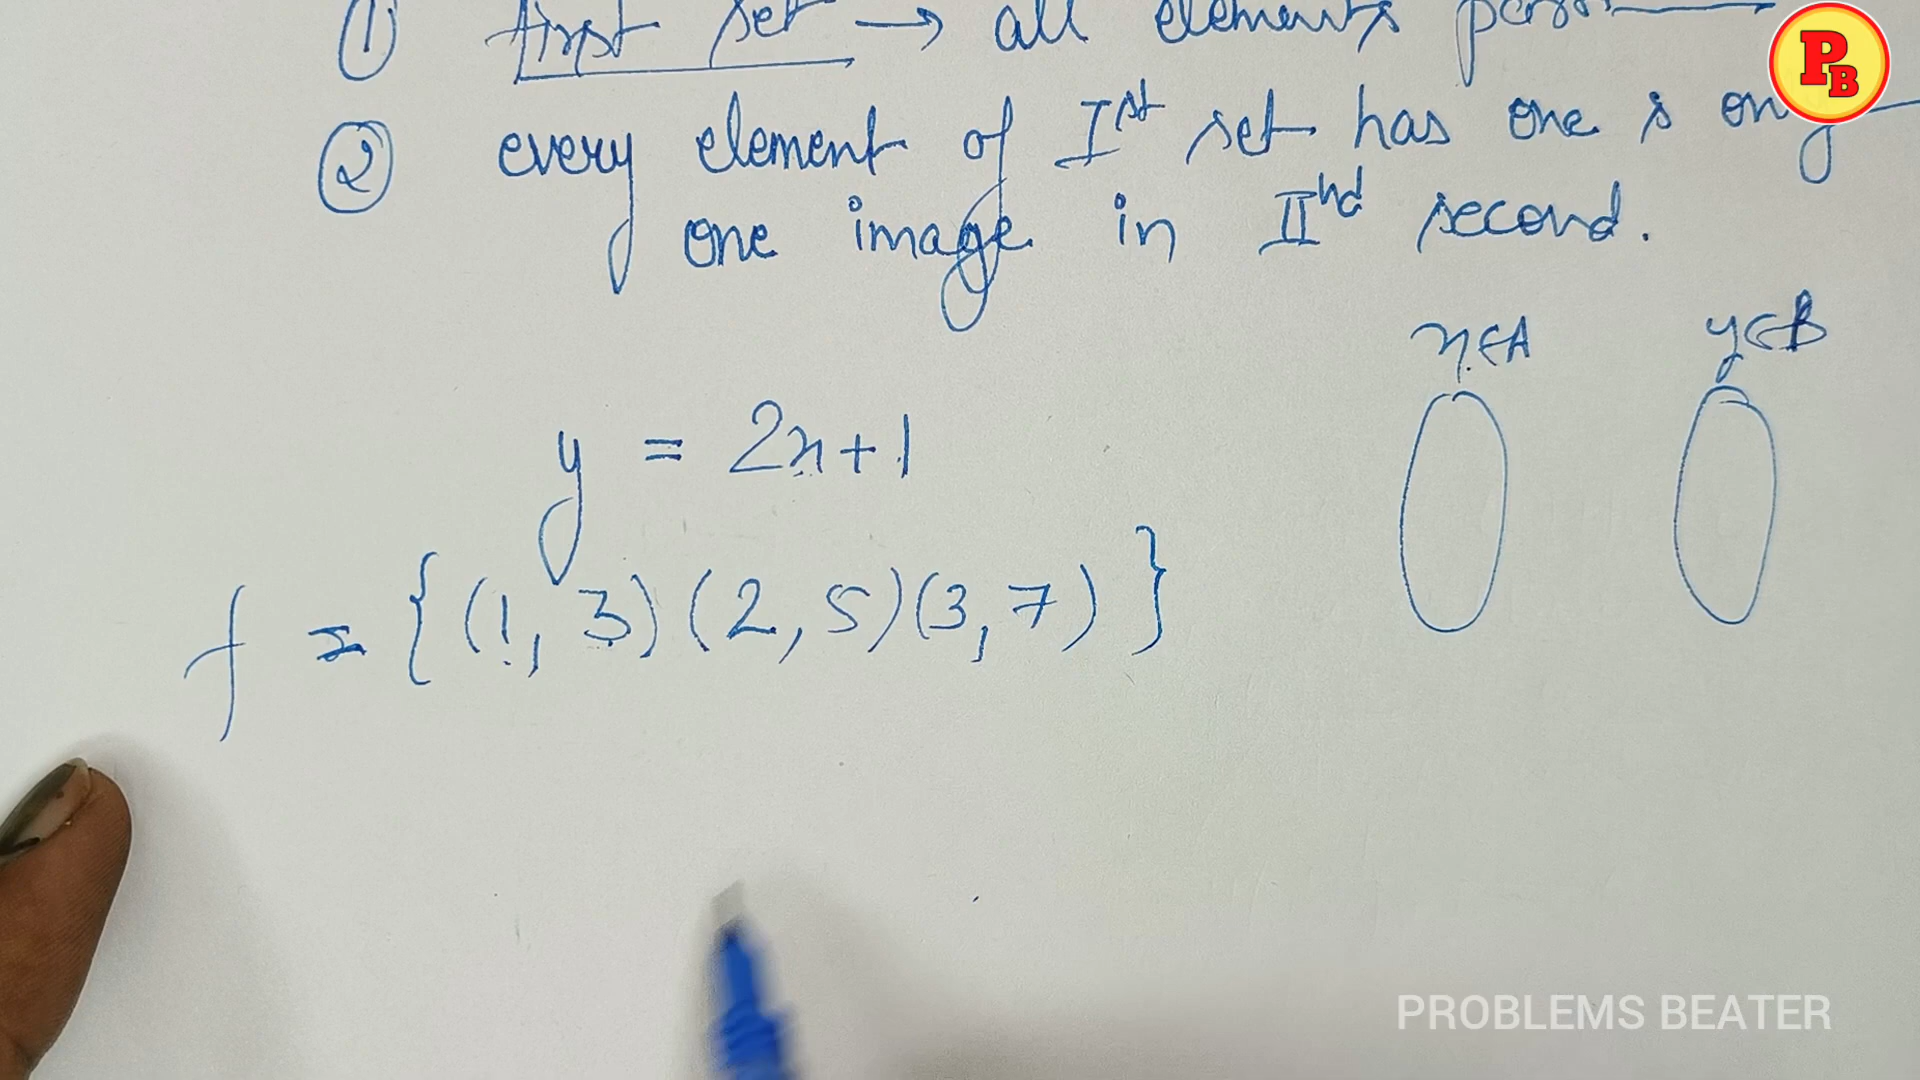 ① first set → all elements
② every element of Ist set has one & only
one image in IInd second.
x∈A y∈B
y = 2x+1
f = {(1, 3)(2, 5)(3, 7)}
PB
PROBLEMS BEATER